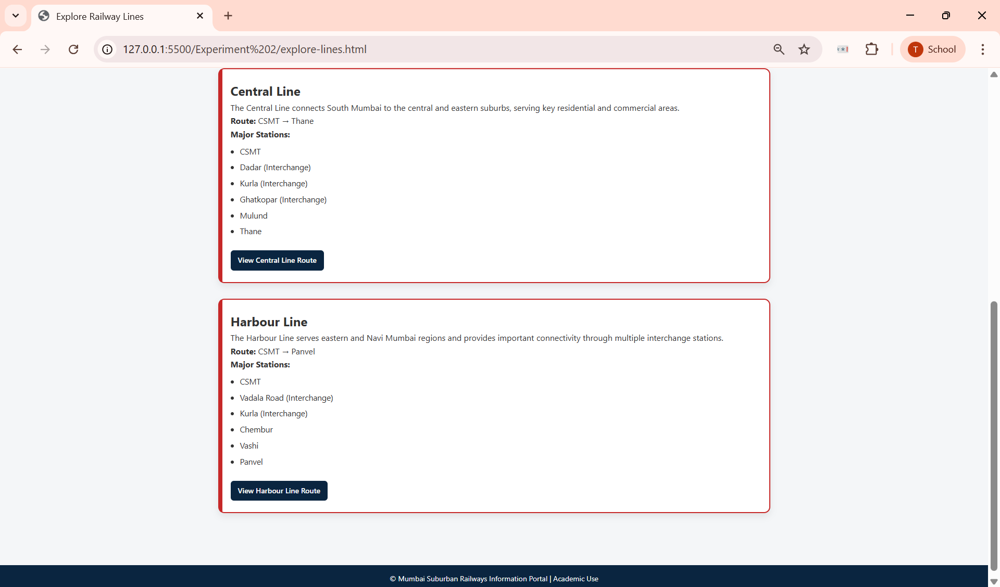 Explore Railway Lines
127.0.0.1:5500/Experiment%202/explore-lines.html
T School
Central Line
The Central Line connects South Mumbai to the central and eastern suburbs, serving key residential and commercial areas.
Route: CSMT → Thane
Major Stations:
• CSMT
• Dadar (Interchange)
• Kurla (Interchange)
• Ghatkopar (Interchange)
• Mulund
• Thane
View Central Line Route
Harbour Line
The Harbour Line serves eastern and Navi Mumbai regions and provides important connectivity through multiple interchange stations.
Route: CSMT → Panvel
Major Stations:
• CSMT
• Vadala Road (Interchange)
• Kurla (Interchange)
• Chembur
• Vashi
• Panvel
View Harbour Line Route
© Mumbai Suburban Railways Information Portal | Academic Use